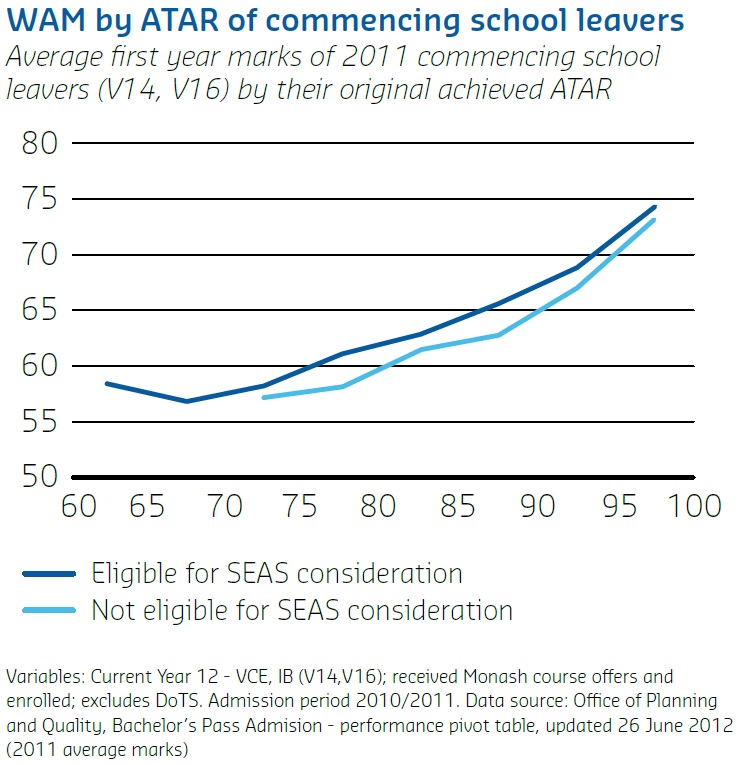 WAM by ATAR of commencing school leavers
Average first year marks of 2011 commencing school
leavers (V14, V16) by their original achieved ATAR
80
75
70
65
60
55
50
60 65 70 75 80 85 90 95 100
Eligible for SEAS consideration
Not eligible for SEAS consideration
Variables: Current Year 12 - VCE, IB (V14,V16); received Monash course offers and
enrolled; excludes DoTS. Admission period 2010/2011. Data source: Office of Planning
and Quality, Bachelor's Pass Admision - performance pivot table, updated 26 June 2012
(2011 average marks)